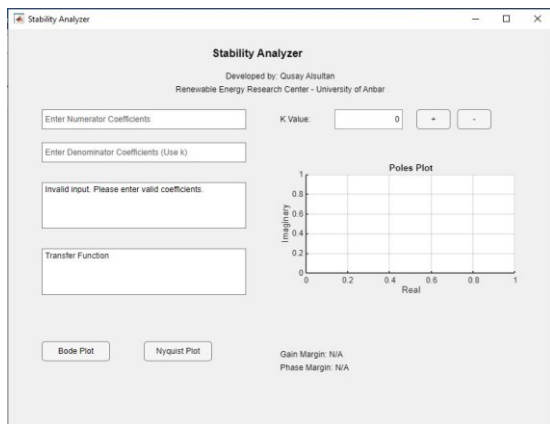 Stability Analyzer
Stability Analyzer
Developed by: Qusay Alsultan
Renewable Energy Research Center - University of Anbar
Enter Numerator Coefficients
K Value:
0
+
-
Enter Denominator Coefficients (Use k)
Invalid input. Please enter valid coefficients.
Transfer Function
Poles Plot
Imaginary
1
0.8
0.6
0.4
0.2
0
0 0.2 0.4 0.6 0.8 1
Real
Bode Plot
Nyquist Plot
Gain Margin: N/A
Phase Margin: N/A